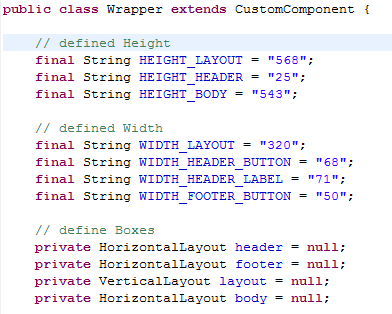 public class Wrapper extends CustomComponent {
// defined Height
final String HEIGHT_LAYOUT = "568";
final String HEIGHT_HEADER = "25";
final String HEIGHT_BODY = "543";
// defined Width
final String WIDTH_LAYOUT = "320";
final String WIDTH_HEADER_BUTTON = "68";
final String WIDTH_HEADER_LABEL = "71";
final String WIDTH_FOOTER_BUTTON = "50";
// define Boxes
private HorizontalLayout header = null;
private HorizontalLayout footer = null;
private VerticalLayout layout = null;
private HorizontalLayout body = null;